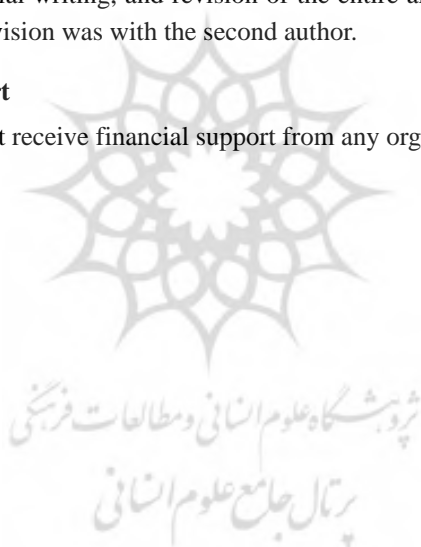 nal writing, and revision of the entire a
vision was with the second author.
t
t receive financial support from any org
پژوهشگاه علوم انسانی و مطالعات فرهنگی
پرتال جامع علوم انسانی